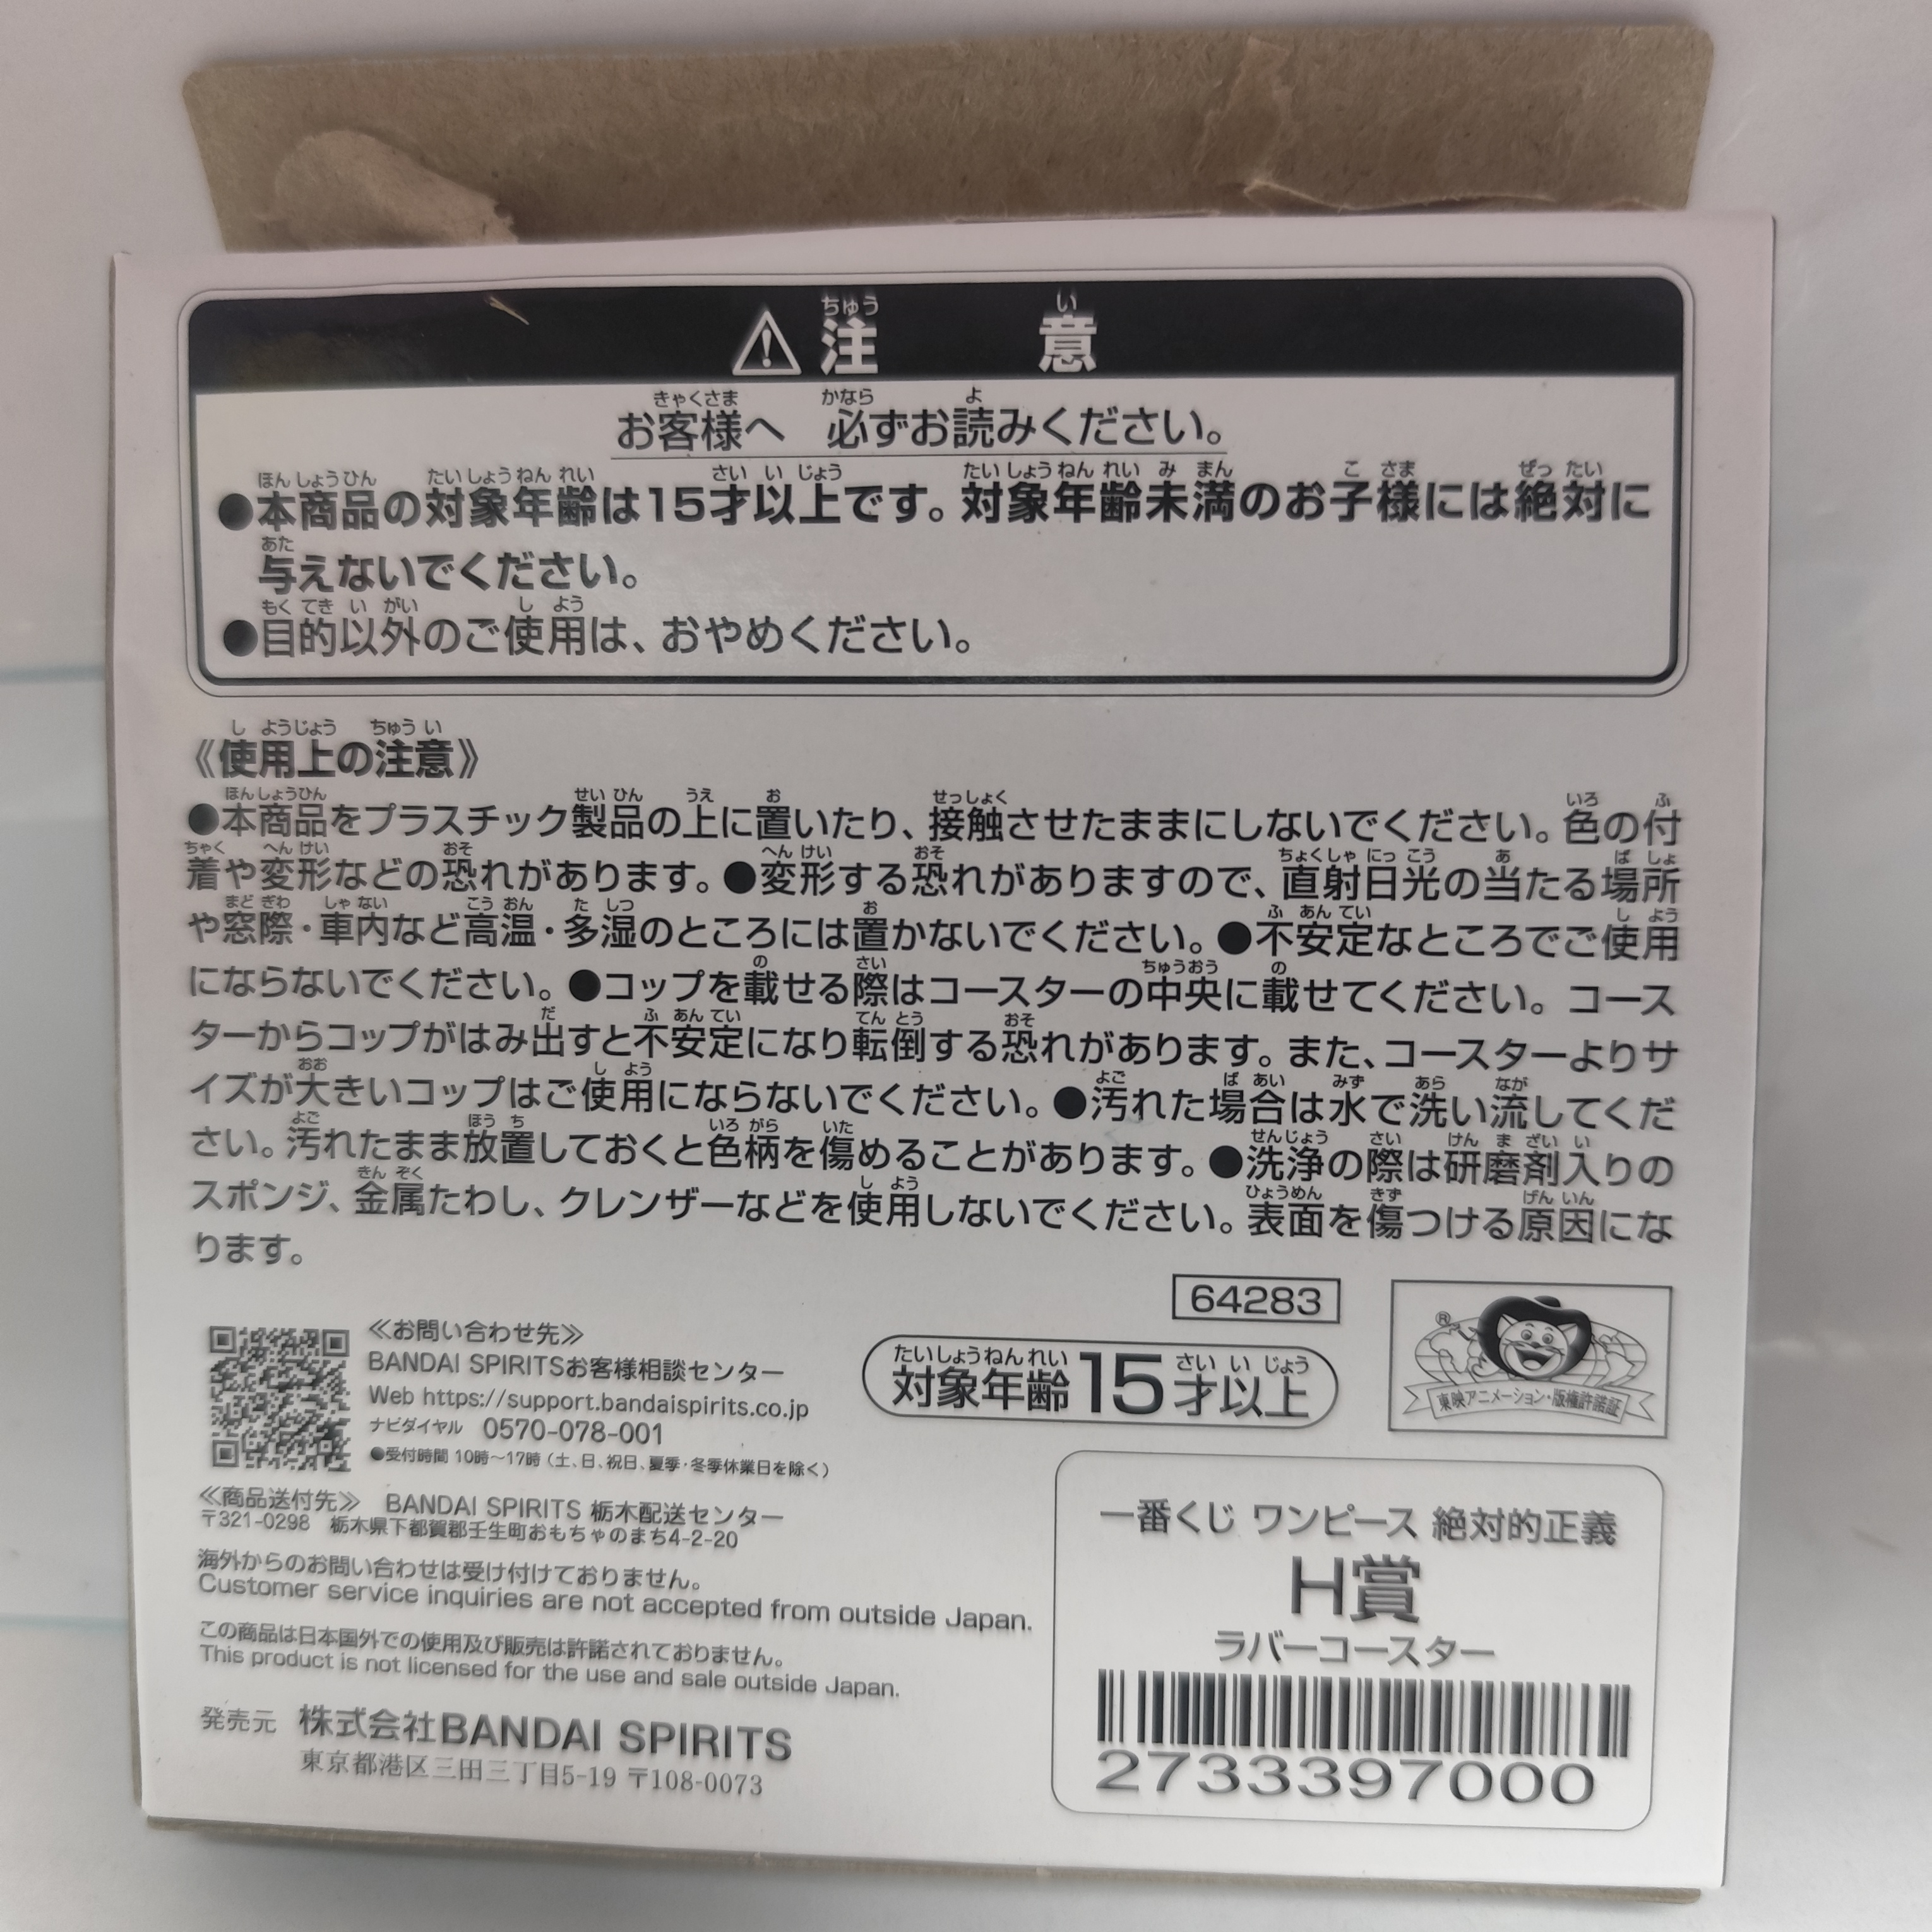 ⚠注意
お客様へ 必ずお読みください。
●本商品の対象年齢は15才以上です。対象年齢未満のお子様には絶対に
与えないでください。
●目的以外のご使用は、おやめください。
《使用上の注意》
●本商品をプラスチック製品の上に置いたり、接触させたままにしないでください。色の付
着や変形などの恐れがあります。●変形する恐れがありますので、直射日光の当たる場所
や窓際・車内など高温・多湿のところには置かないでください。●不安定なところでご使用
にならないでください。●コップを載せる際はコースターの中央に載せてください。コース
ターからコップがはみ出すと不安定になり転倒する恐れがあります。また、コースターよりサ
イズが大きいコップはご使用にならないでください。●汚れた場合は水で洗い流してくだ
さい。汚れたまま放置しておくと色柄を傷めることがあります。●洗浄の際は研磨剤入りの
スポンジ、金属たわし、クレンザーなどを使用しないでください。表面を傷つける原因にな
ります。
64283
≪お問い合わせ先≫
BANDAI SPIRITSお客様相談センター
Web https://support.bandaispirits.co.jp
ナビダイヤル 0570-078-001
●受付時間 10時〜17時（土、日、祝日、夏季・冬季休業日を除く）
対象年齢15才以上
®
東映アニメーション・版権許諾証
≪商品送付先≫ BANDAI SPIRITS 栃木配送センター
〒321-0298 栃木県下都賀郡壬生町おもちゃのまち4-2-20
海外からのお問い合わせは受け付けておりません。
Customer service inquiries are not accepted from outside Japan.
この商品は日本国外での使用及び販売は許諾されておりません。
This product is not licensed for the use and sale outside Japan.
発売元 株式会社BANDAI SPIRITS
東京都港区三田三丁目5-19 〒108-0073
一番くじ ワンピース 絶対的正義
H賞
ラバーコースター
2733397000